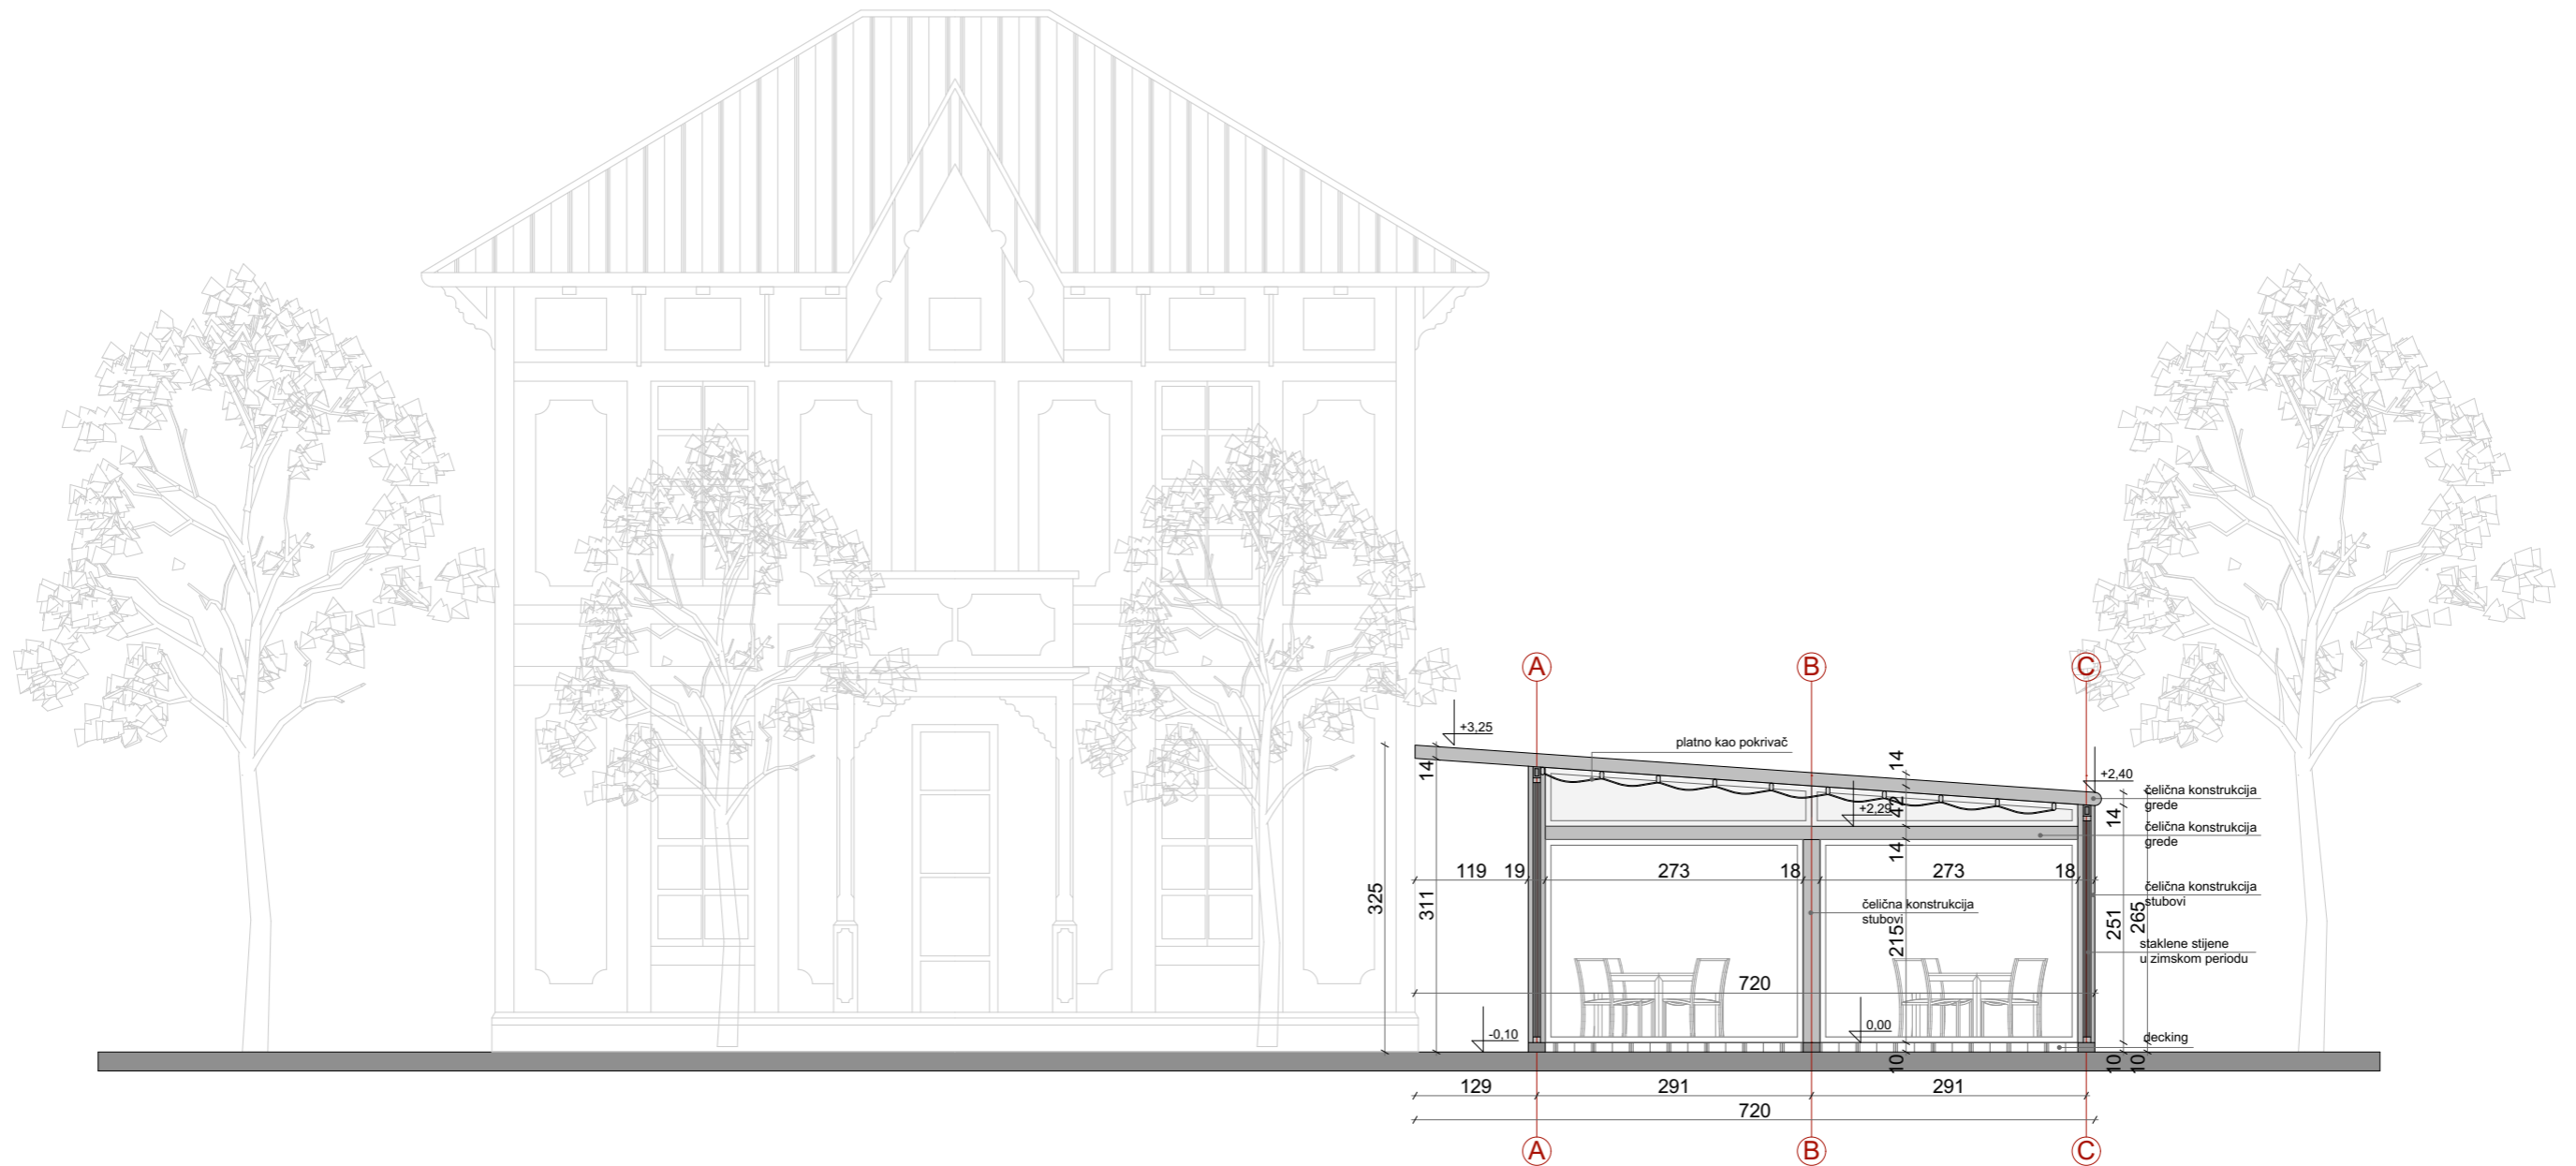 A B C
+3,25
platno kao pokrivač
14
+2,40
čelična konstrukcija
grede
14
14
42
+2,29
čelična konstrukcija
grede
14
119 19 273 18 273 18
325
311
čelična konstrukcija
stubovi
čelična konstrukcija
stubovi
215
251
265
staklene stijene
u zimskom periodu
720
-0,10
0,00
decking
10
10
10
129 291 291
720
A B C